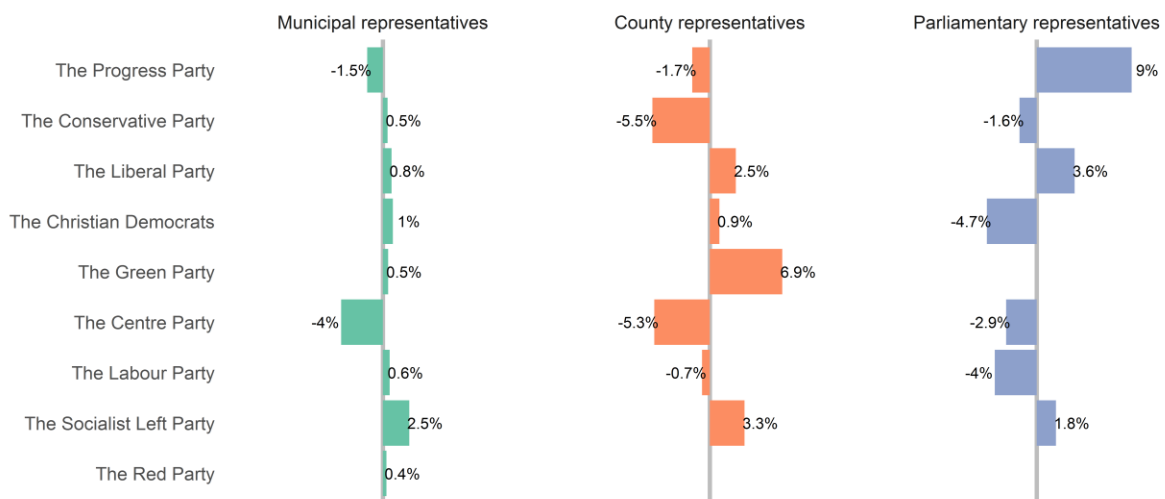 Municipal representatives County representatives Parliamentary representatives
The Progress Party -1.5% -1.7% 9%
The Conservative Party 0.5% -5.5% -1.6%
The Liberal Party 0.8% 2.5% 3.6%
The Christian Democrats 1% 0.9% -4.7%
The Green Party 0.5% 6.9%
The Centre Party -4% -5.3% -2.9%
The Labour Party 0.6% -0.7% -4%
The Socialist Left Party 2.5% 3.3% 1.8%
The Red Party 0.4%